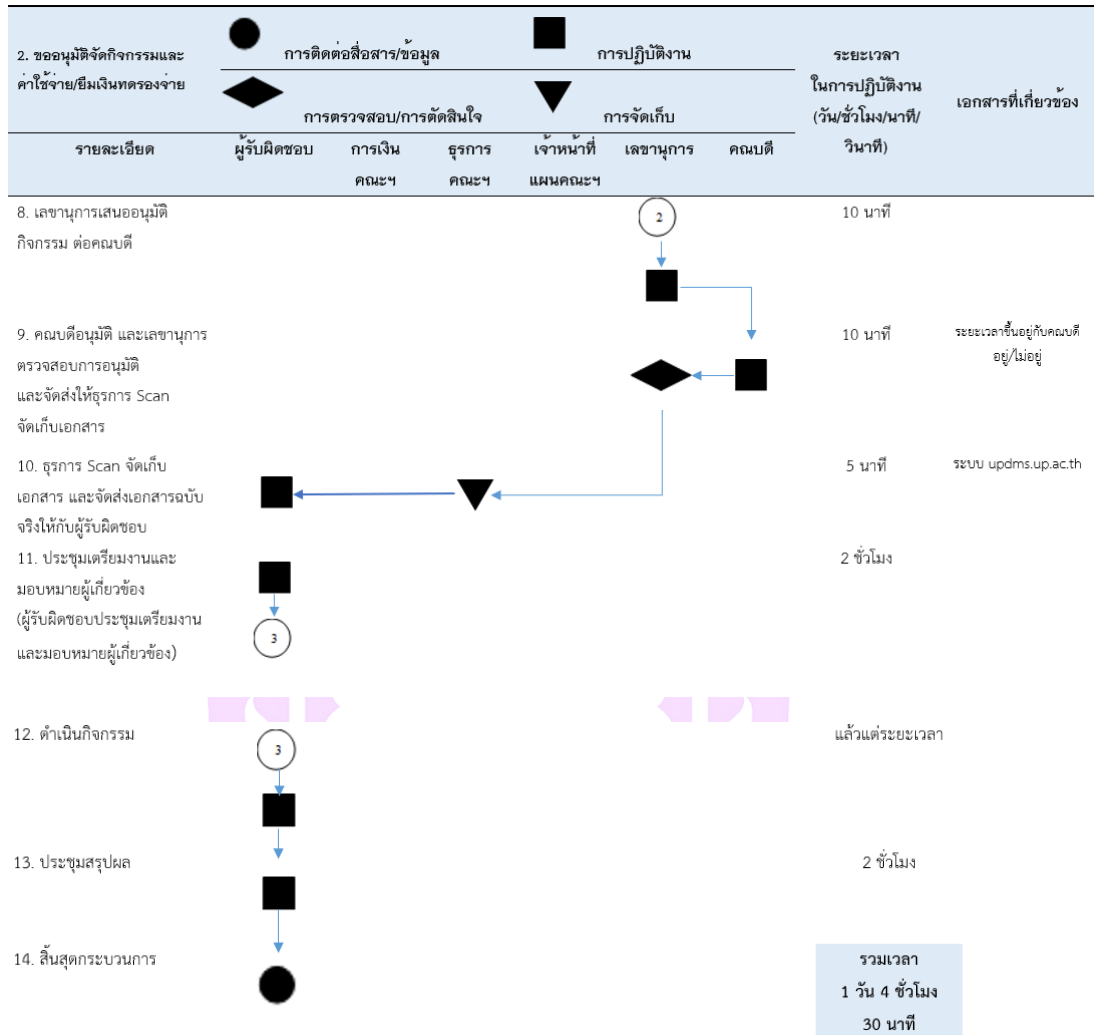 2. ขออนุมัติจัดกิจกรรมและ
ค่าใช้จ่าย/ยืมเงินทดรองจ่าย
การติดต่อสื่อสาร/ข้อมูล
การปฏิบัติงาน
การตรวจสอบ/การตัดสินใจ
การจัดเก็บ
ระยะเวลา
ในการปฏิบัติงาน
(วัน/ชั่วโมง/นาที/
วินาที)
เอกสารที่เกี่ยวข้อง
รายละเอียด
ผู้รับผิดชอบ
การเงิน
คณะฯ
ธุรการ
คณะฯ
เจ้าหน้าที่
แผนคณะฯ
เลขานุการ
คณบดี
8. เลขานุการเสนออนุมัติ
กิจกรรม ต่อคณบดี
2
10 นาที
9. คณบดีอนุมัติ และเลขานุการ
ตรวจสอบการอนุมัติ
และจัดส่งให้ธุรการ Scan
จัดเก็บเอกสาร
10 นาที
ระยะเวลาขึ้นอยู่กับคณบดี
อยู่/ไม่อยู่
10. ธุรการ Scan จัดเก็บ
เอกสาร และจัดส่งเอกสารฉบับ
จริงให้กับผู้รับผิดชอบ
5 นาที
ระบบ updms.up.ac.th
11. ประชุมเตรียมงานและ
มอบหมายผู้เกี่ยวข้อง
(ผู้รับผิดชอบประชุมเตรียมงาน
และมอบหมายผู้เกี่ยวข้อง)
3
2 ชั่วโมง
12. ดำเนินกิจกรรม
3
แล้วแต่ระยะเวลา
13. ประชุมสรุปผล
2 ชั่วโมง
14. สิ้นสุดกระบวนการ
รวมเวลา
1 วัน 4 ชั่วโมง
30 นาที